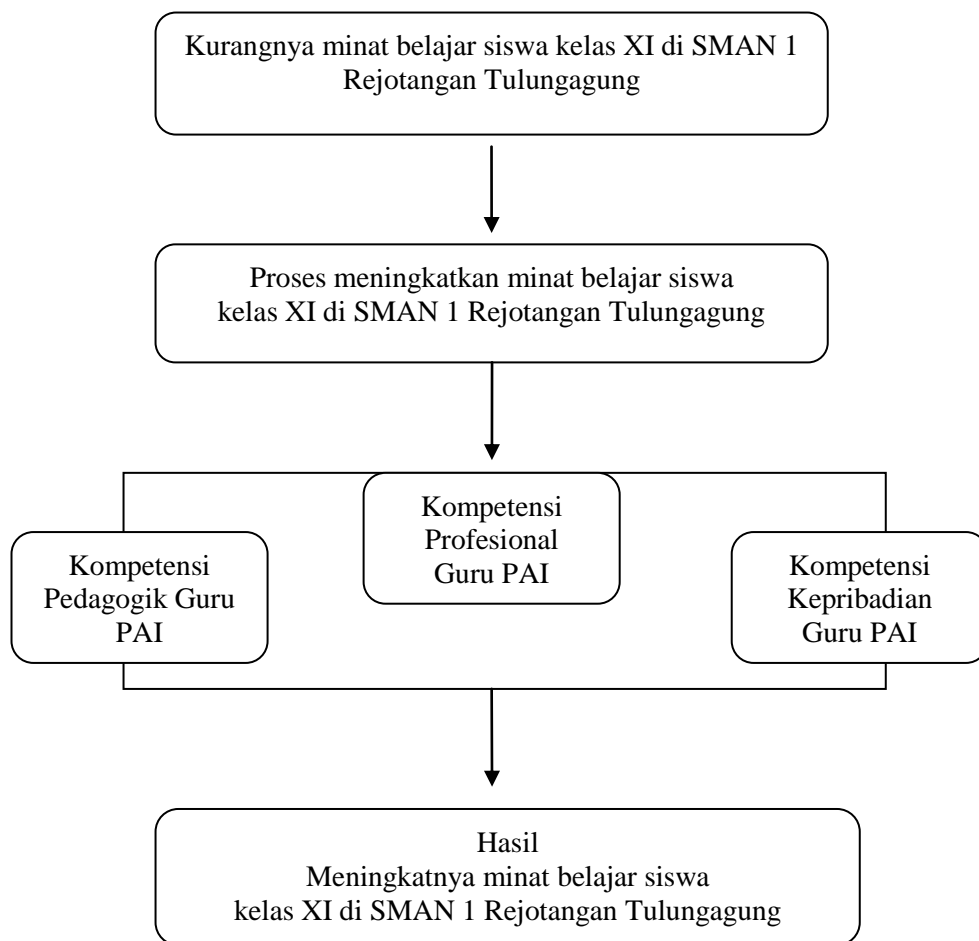 Kurangnya minat belajar siswa kelas XI di SMAN 1
Rejotangan Tulungagung
Proses meningkatkan minat belajar siswa
kelas XI di SMAN 1 Rejotangan Tulungagung
Kompetensi
Pedagogik Guru
PAI
Kompetensi
Profesional
Guru PAI
Kompetensi
Kepribadian
Guru PAI
Hasil
Meningkatnya minat belajar siswa
kelas XI di SMAN 1 Rejotangan Tulungagung